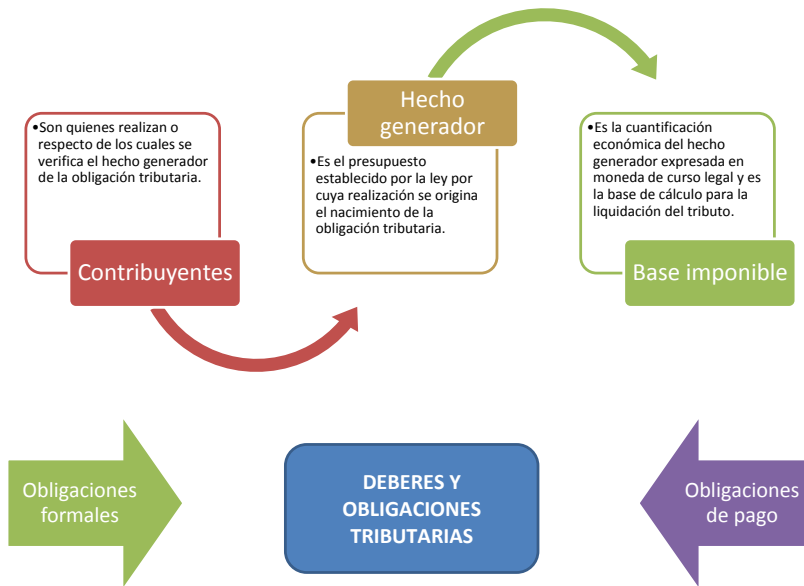 •Son quienes realizan o
respecto de los cuales se
verifica el hecho generador
de la obligación tributaria.
Contribuyentes
Hecho
generador
•Es el presupuesto
establecido por la ley por
cuya realización se origina
el nacimiento de la
obligación tributaria.
•Es la cuantificación
económica del hecho
generador expresada en
moneda de curso legal y es
la base de cálculo para la
liquidación del tributo.
Base imponible
Obligaciones
formales
DEBERES Y
OBLIGACIONES
TRIBUTARIAS
Obligaciones
de pago